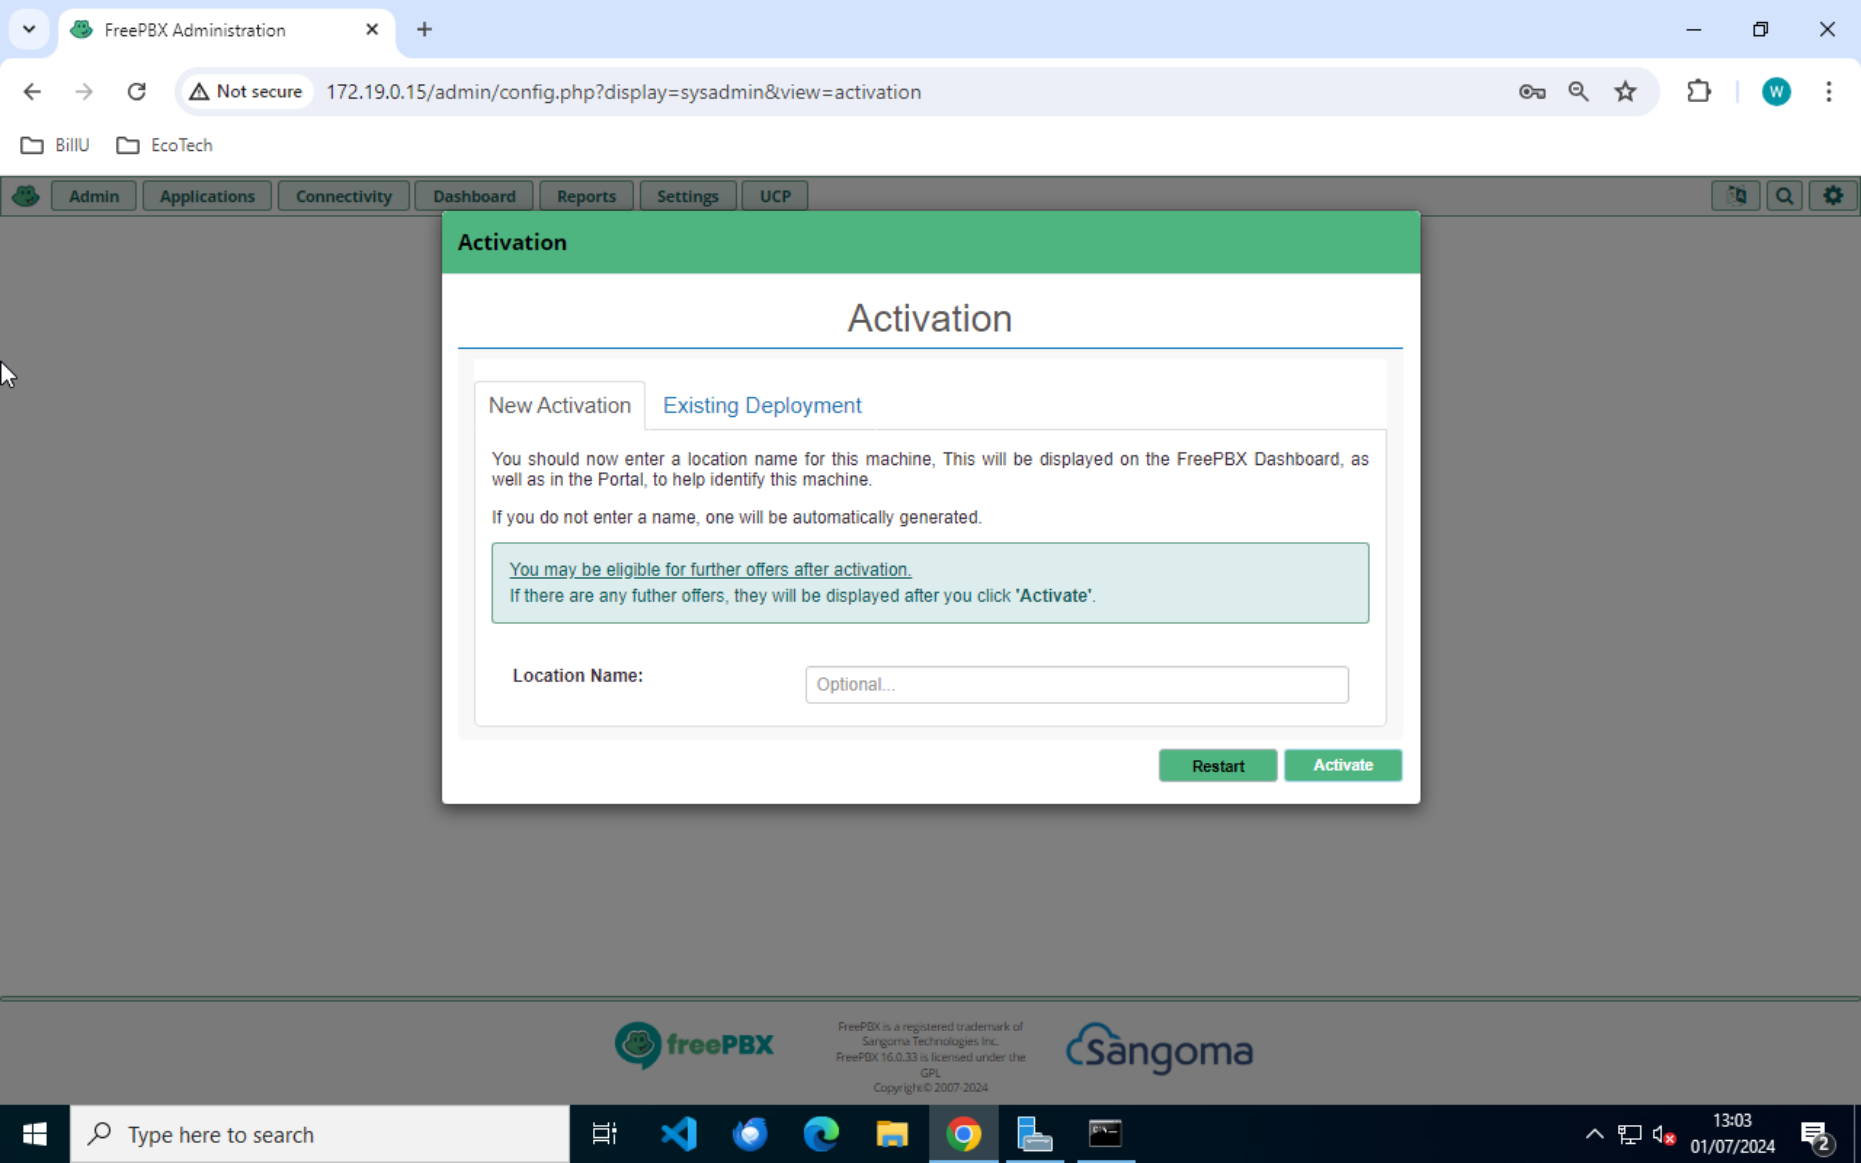 FreePBX Administration
Not secure
172.19.0.15/admin/config.php?display=sysadmin&view=activation
W
BillU
EcoTech
Admin
Applications
Connectivity
Dashboard
Reports
Settings
UCP
Activation
Activation
New Activation
Existing Deployment
You should now enter a location name for this machine, This will be displayed on the FreePBX Dashboard, as
well as in the Portal, to help identify this machine.
If you do not enter a name, one will be automatically generated.
You may be eligible for further offers after activation.
If there are any futher offers, they will be displayed after you click 'Activate'.
Location Name:
Optional...
Restart
Activate
freePBX
FreePBX is a registered trademark of
Sangoma Technologies Inc.
FreePBX 16.0.33 is licensed under the
GPL
Copyright© 2007-2024
Sangoma
Type here to search
13:03
01/07/2024
2